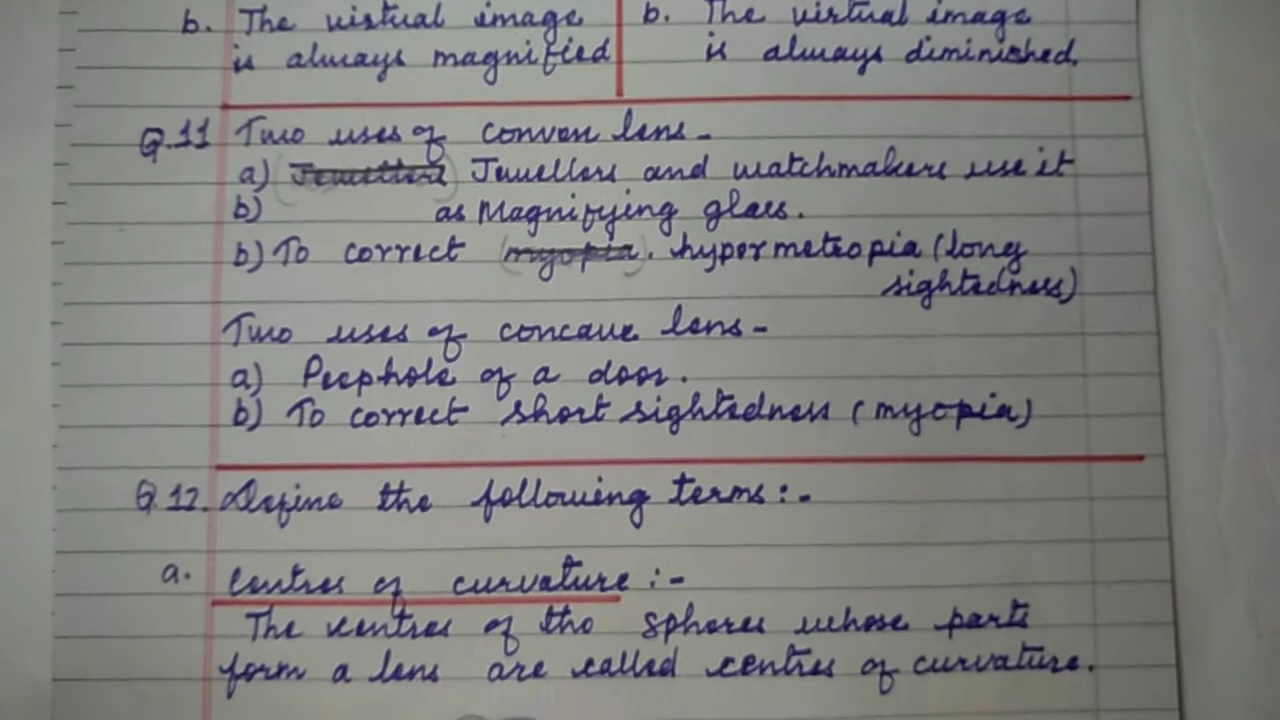 b. The virtual image b. The virtual image
is always magnified is always diminished.
Q.11 Two uses of convex lens -
a) Jewellers Jewellers and watchmakers use it
b) as Magnifying glass.
b) To correct (myopia). hypermetropia (long
sightedness)
Two uses of concave lens -
a) Peephole of a door.
b) To correct short sightedness (myopia)
Q.12. Define the following terms:-
a. Centres of curvature :-
The centres of the spheres whose parts
form a lens are called centres of curvature.